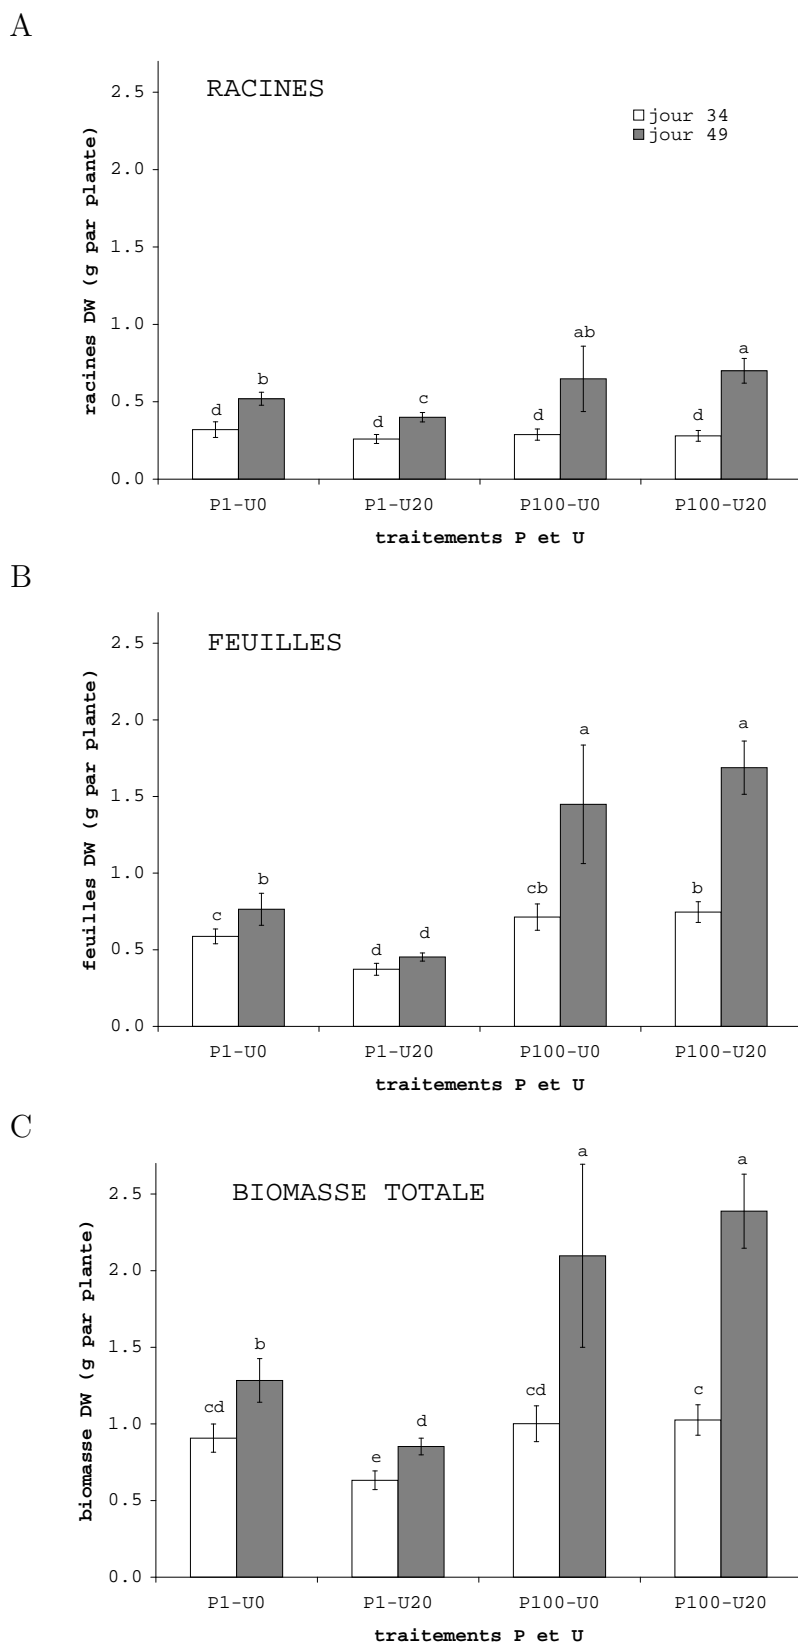 A
RACINES
jour 34
jour 49
racines DW (g par plante)
2.5
2.0
1.5
1.0
0.5
0.0
d b d c d ab d a
P1-U0 P1-U20 P100-U0 P100-U20
traitements P et U
B
FEUILLES
feuilles DW (g par plante)
2.5
2.0
1.5
1.0
0.5
0.0
c b d d cb a b a
P1-U0 P1-U20 P100-U0 P100-U20
traitements P et U
C
BIOMASSE TOTALE
biomasse DW (g par plante)
2.5
2.0
1.5
1.0
0.5
0.0
cd b e d cd a c a
P1-U0 P1-U20 P100-U0 P100-U20
traitements P et U